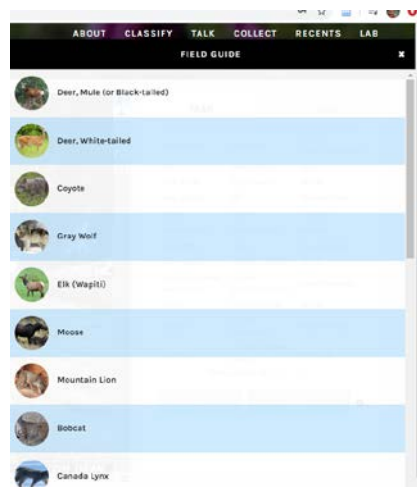 ABOUT CLASSIFY TALK COLLECT RECENTS LAB
FIELD GUIDE ×
Deer, Mule (or Black-tailed)
Deer, White-tailed
Coyote
Gray Wolf
Elk (Wapiti)
Moose
Mountain Lion
Bobcat
Canada Lynx